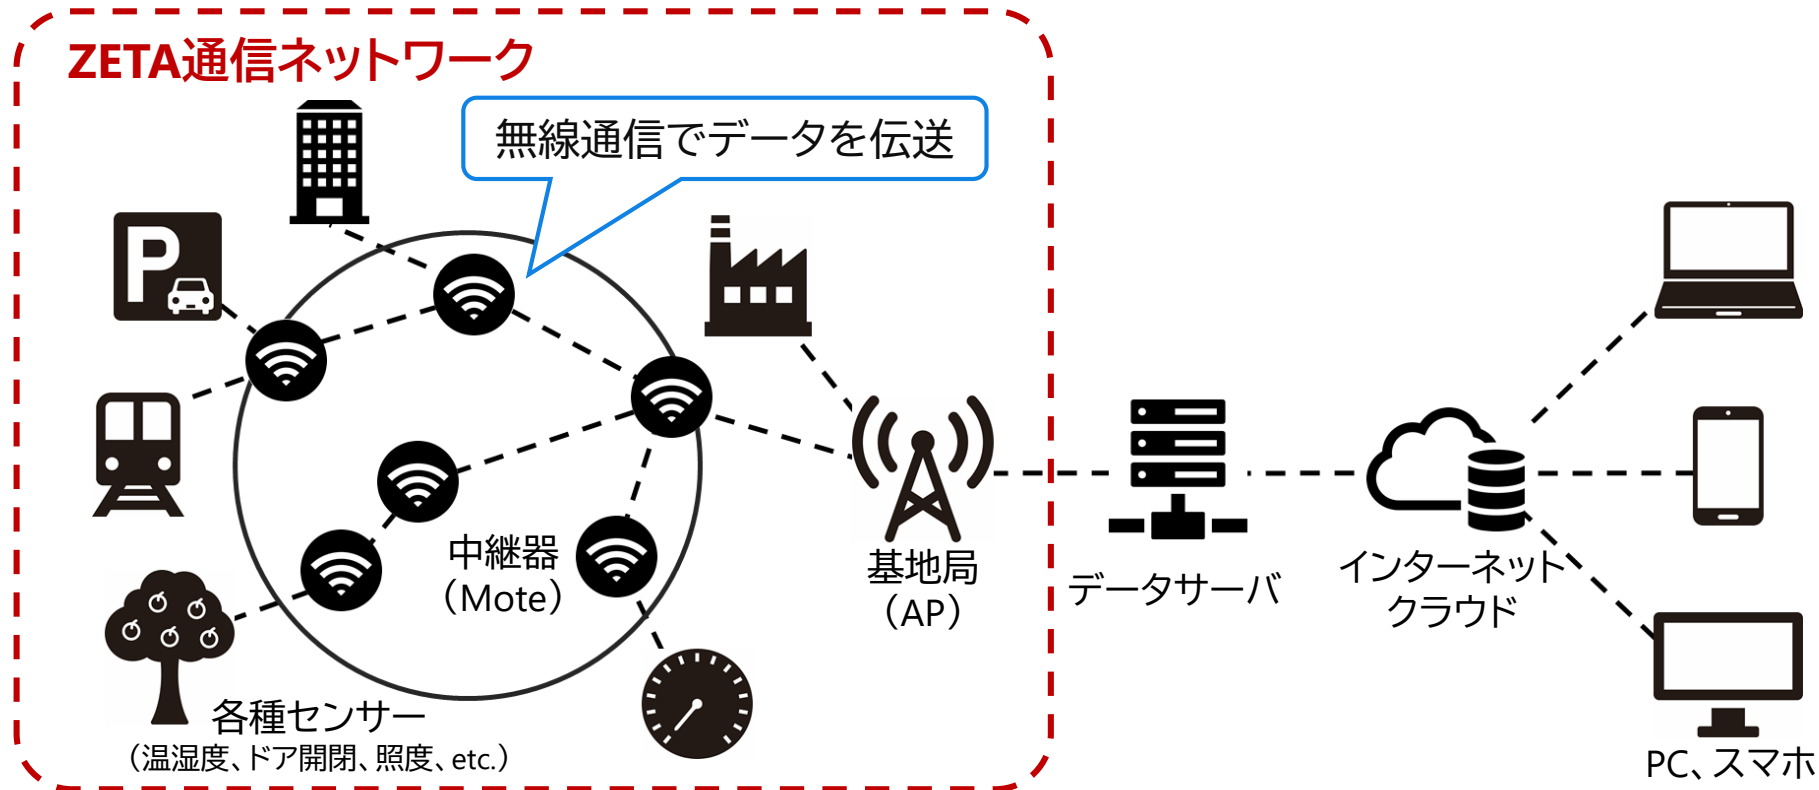 ZETA通信ネットワーク
無線通信でデータを伝送
P
中継器
（Mote）
基地局
（AP）
データサーバ
インターネット
クラウド
各種センサー
（温湿度、ドア開閉、照度、etc.）
PC、スマホ